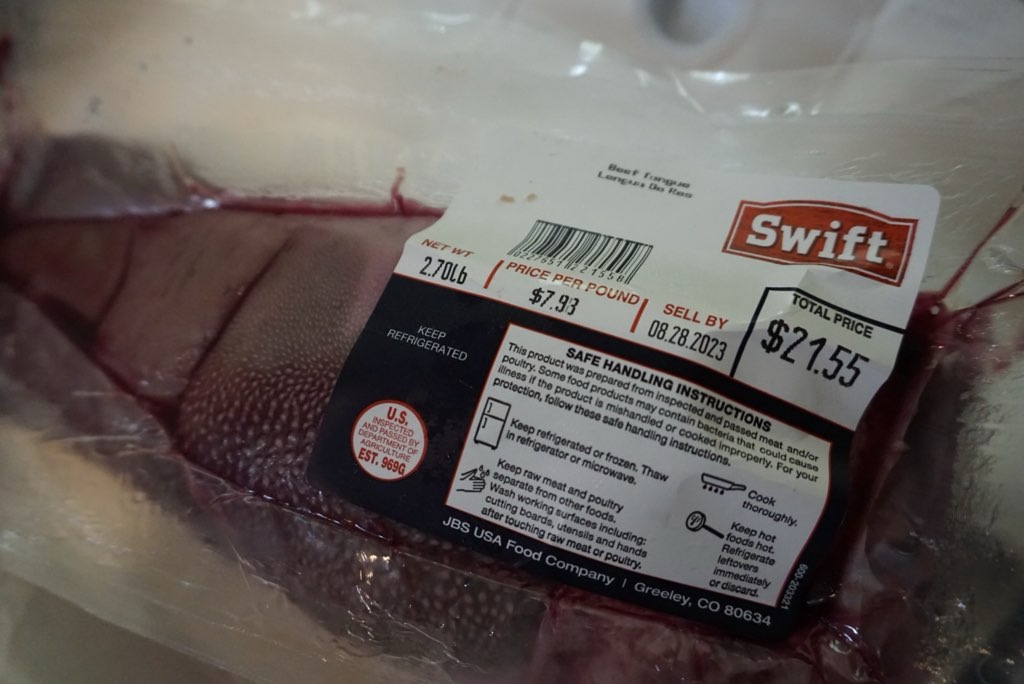 Beef Tongue
Lengua De Res
Swift
NET WT
2.70lb
PRICE PER POUND
$7.98
SELL BY
08.28.2023
TOTAL PRICE
$21.55
KEEP
REFRIGERATED
U.S.
INSPECTED
AND PASSED BY
DEPARTMENT OF
AGRICULTURE
EST. 969G
SAFE HANDLING INSTRUCTIONS
This product was prepared from inspected and passed meat and/or
poultry. Some food products may contain bacteria that could cause
illness if the product is mishandled or cooked improperly. For your
protection, follow these safe handling instructions.
Keep refrigerated or frozen. Thaw
in refrigerator or microwave.
Keep raw meat and poultry
separate from other foods.
Wash working surfaces including:
cutting boards, utensils and hands
after touching raw meat or poultry.
Cook
thoroughly.
Keep hot
foods hot.
Refrigerate
leftovers
immediately
or discard.
JBS USA Food Company | Greeley, CO 80634